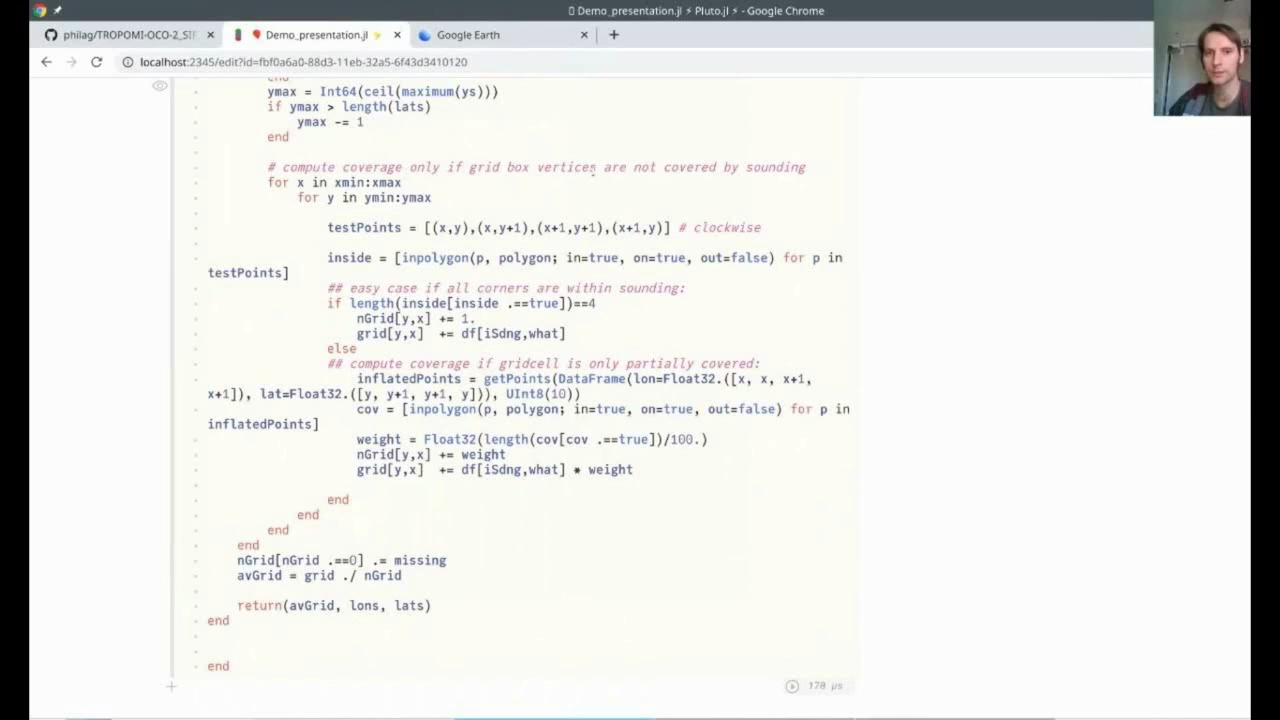 Demo_presentation.jl ⚡ Pluto.jl ⚡ - Google Chrome
philag/TROPOMI-OCO-2_SIF
Demo_presentation.jl ⚡
Google Earth
localhost:2345/edit?id=fbf0a6a0-88d3-11eb-32a5-6f43d3410120
end
ymax = Int64(ceil(maximum(ys)))
if ymax > length(lats)
ymax -= 1
end
# compute coverage only if grid box vertices are not covered by sounding
for x in xmin:xmax
for y in ymin:ymax
testPoints = [(x,y),(x,y+1),(x+1,y+1),(x+1,y)] # clockwise
inside = [inpolygon(p, polygon; in=true, on=true, out=false) for p in
testPoints]
## easy case if all corners are within sounding:
if length(inside[inside .==true])==4
nGrid[y,x] += 1.
grid[y,x]  += df[iSdng,what]
else
## compute coverage if gridcell is only partially covered:
inflatedPoints = getPoints(DataFrame(lon=Float32.([x, x, x+1,
x+1]), lat=Float32.([y, y+1, y+1, y])), UInt8(10))
cov = [inpolygon(p, polygon; in=true, on=true, out=false) for p in
inflatedPoints]
weight = Float32(length(cov[cov .==true])/100.)
nGrid[y,x] += weight
grid[y,x]  += df[iSdng,what] * weight
end
end
end
end
nGrid[nGrid .==0] .= missing
avGrid = grid ./ nGrid
return(avGrid, lons, lats)
end
end
178 μs